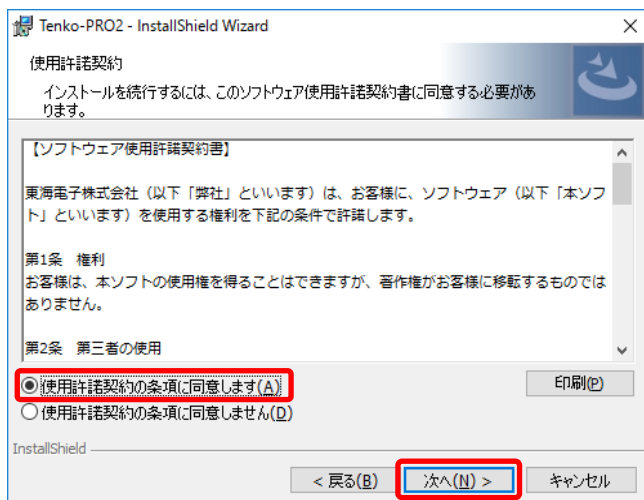 Tenko-PRO2 - InstallShield Wizard
使用許諾契約
インストールを続行するには、このソフトウェア使用許諾契約書に同意する必要があ
ります。
【ソフトウェア使用許諾契約書】
東海電子株式会社（以下「弊社」といいます）は、お客様に、ソフトウェア（以下「本ソフ
ト」といいます）を使用する権利を下記の条件で許諾します。
第1条　権利
お客様は、本ソフトの使用権を得ることはできますが、著作権がお客様に移転するものでは
ありません。
第2条　第三者の使用
使用許諾契約の条項に同意します(A)
印刷(P)
使用許諾契約の条項に同意しません(D)
InstallShield
< 戻る(B)
次へ(N) >
キャンセル